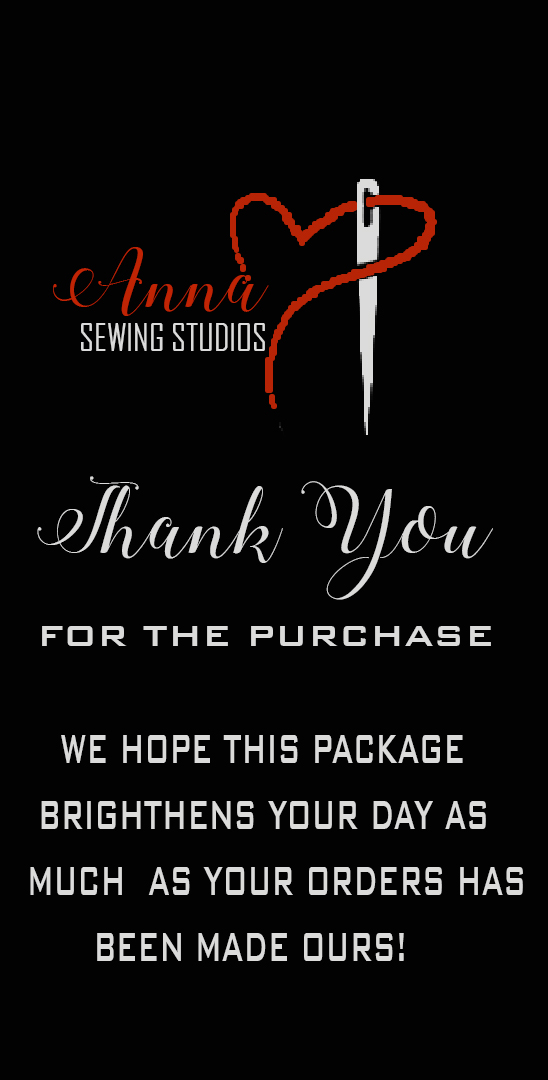 Anna
SEWING STUDIOS
Thank You
FOR THE PURCHASE
WE HOPE THIS PACKAGE
BRIGHTENS YOUR DAY AS
MUCH AS YOUR ORDERS HAS
BEEN MADE OURS!